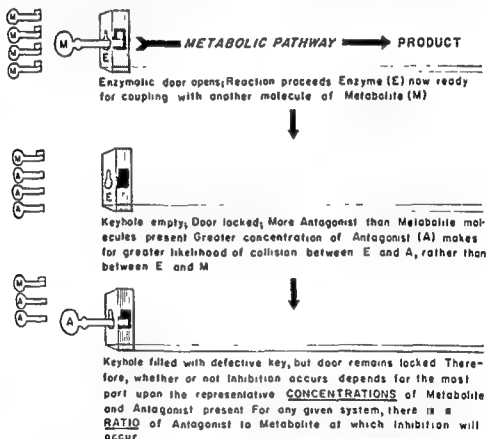 M
M
M
M
M
A
E
METABOLIC PATHWAY
PRODUCT
Enzymolic door opens; Reaction proceeds Enzyme (E) now ready
for coupling with another molecule of Metabolite (M)
M
A
A
A
E
Keyhole empty; Door locked; More Antagonist than Metabolite mol-
ecules present Greater concentration of Antagonist (A) makes
for greater likelihood of collision between E and A, rather than
between E and M
M
A
A
A
Keyhole filled with defective key, but door remains locked There-
fore, whether or not Inhibition occurs depends for the most
part upon the representative CONCENTRATIONS of Metabolite
and Antagonist present For any given system, there is a
RATIO of Antagonist to Metabolite at which Inhibition will
occur